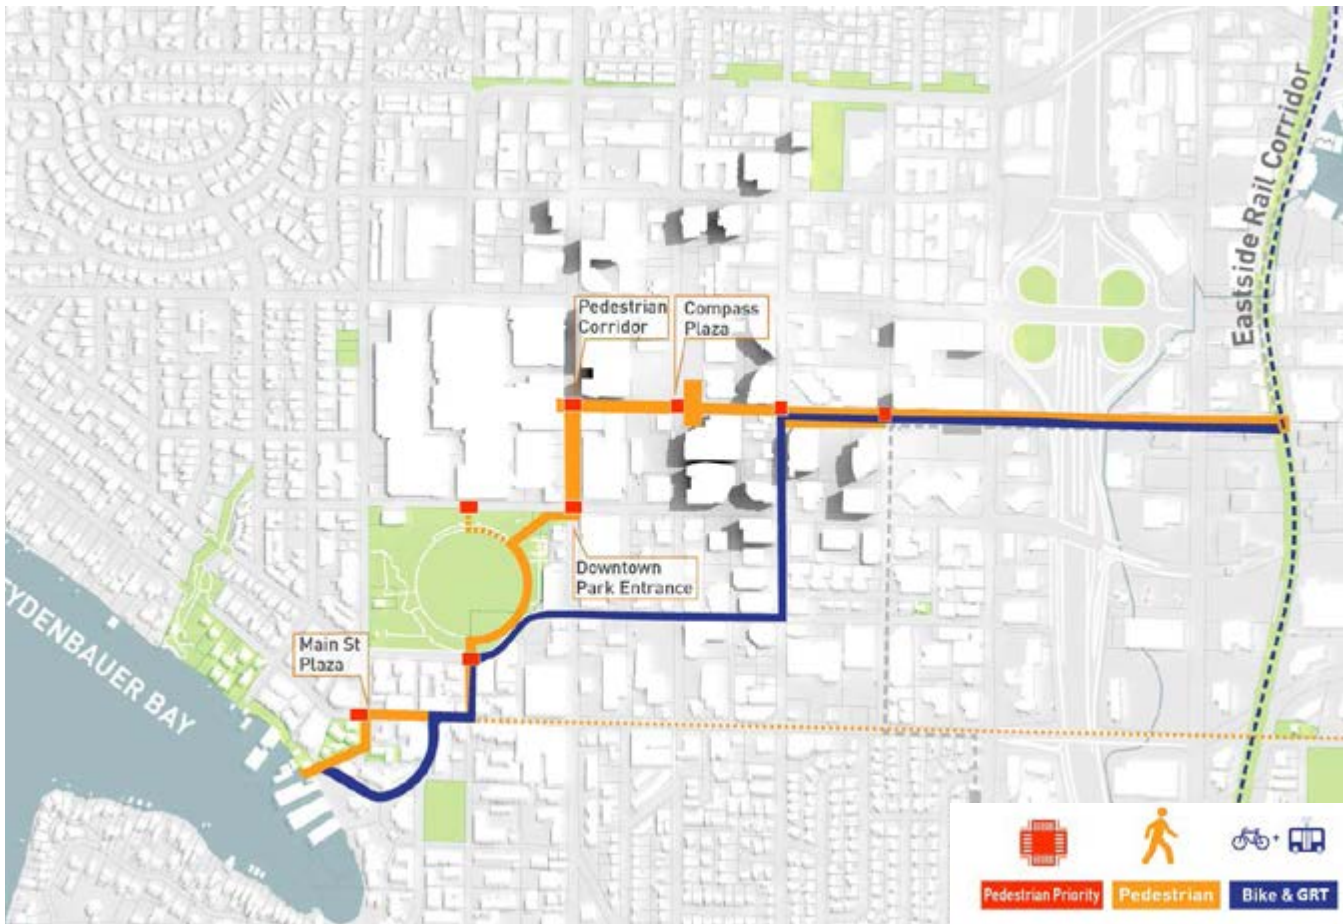 Eastside Rail Corridor
Pedestrian
Corridor
Compass
Plaza
Downtown
Park Entrance
Main St
Plaza
EYDENBAUER BAY
Pedestrian Priority
Pedestrian
+
Bike & GRT